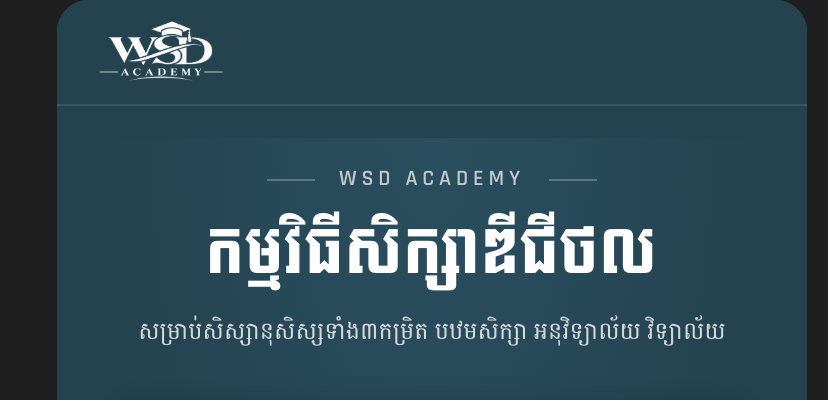 WSD
ACADEMY
WSD ACADEMY
កម្មវិធីសិក្សាឌីជីថល
សម្រាប់សិស្សានុសិស្សទាំង៣កម្រិត បឋមសិក្សា អនុវិទ្យាល័យ វិទ្យាល័យ